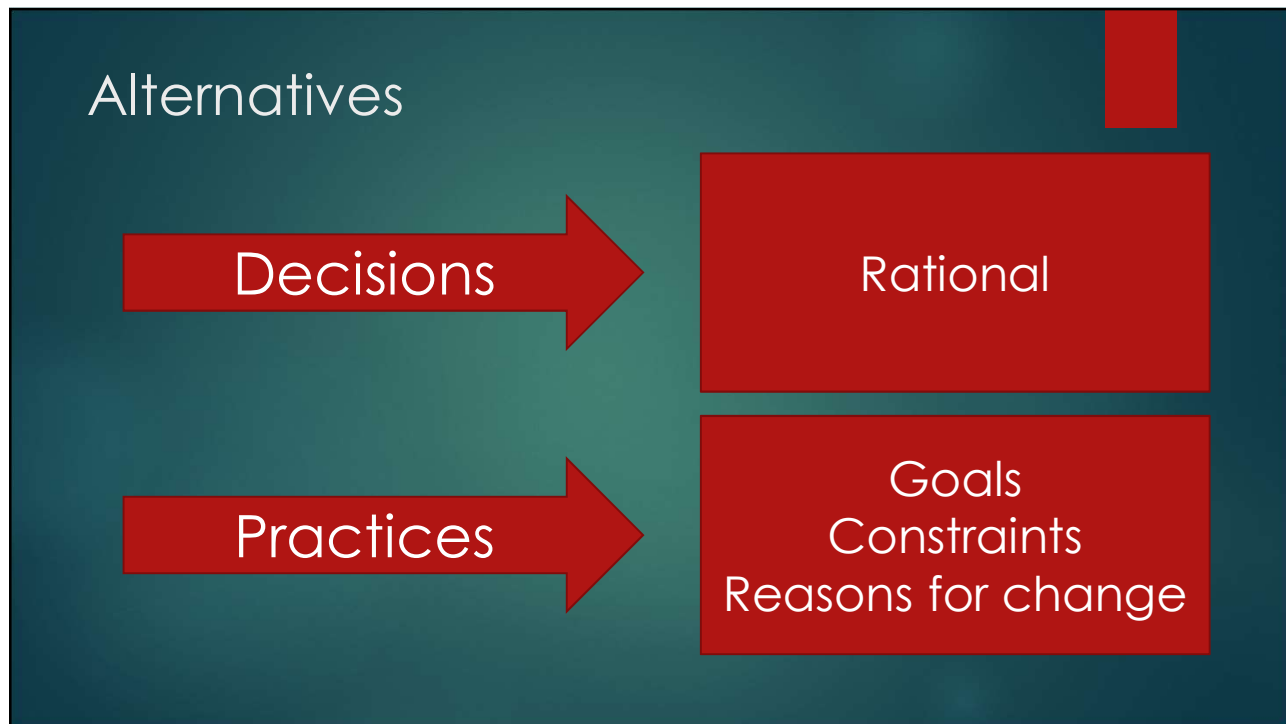 Alternatives
Decisions
Rational
Practices
Goals
Constraints
Reasons for change